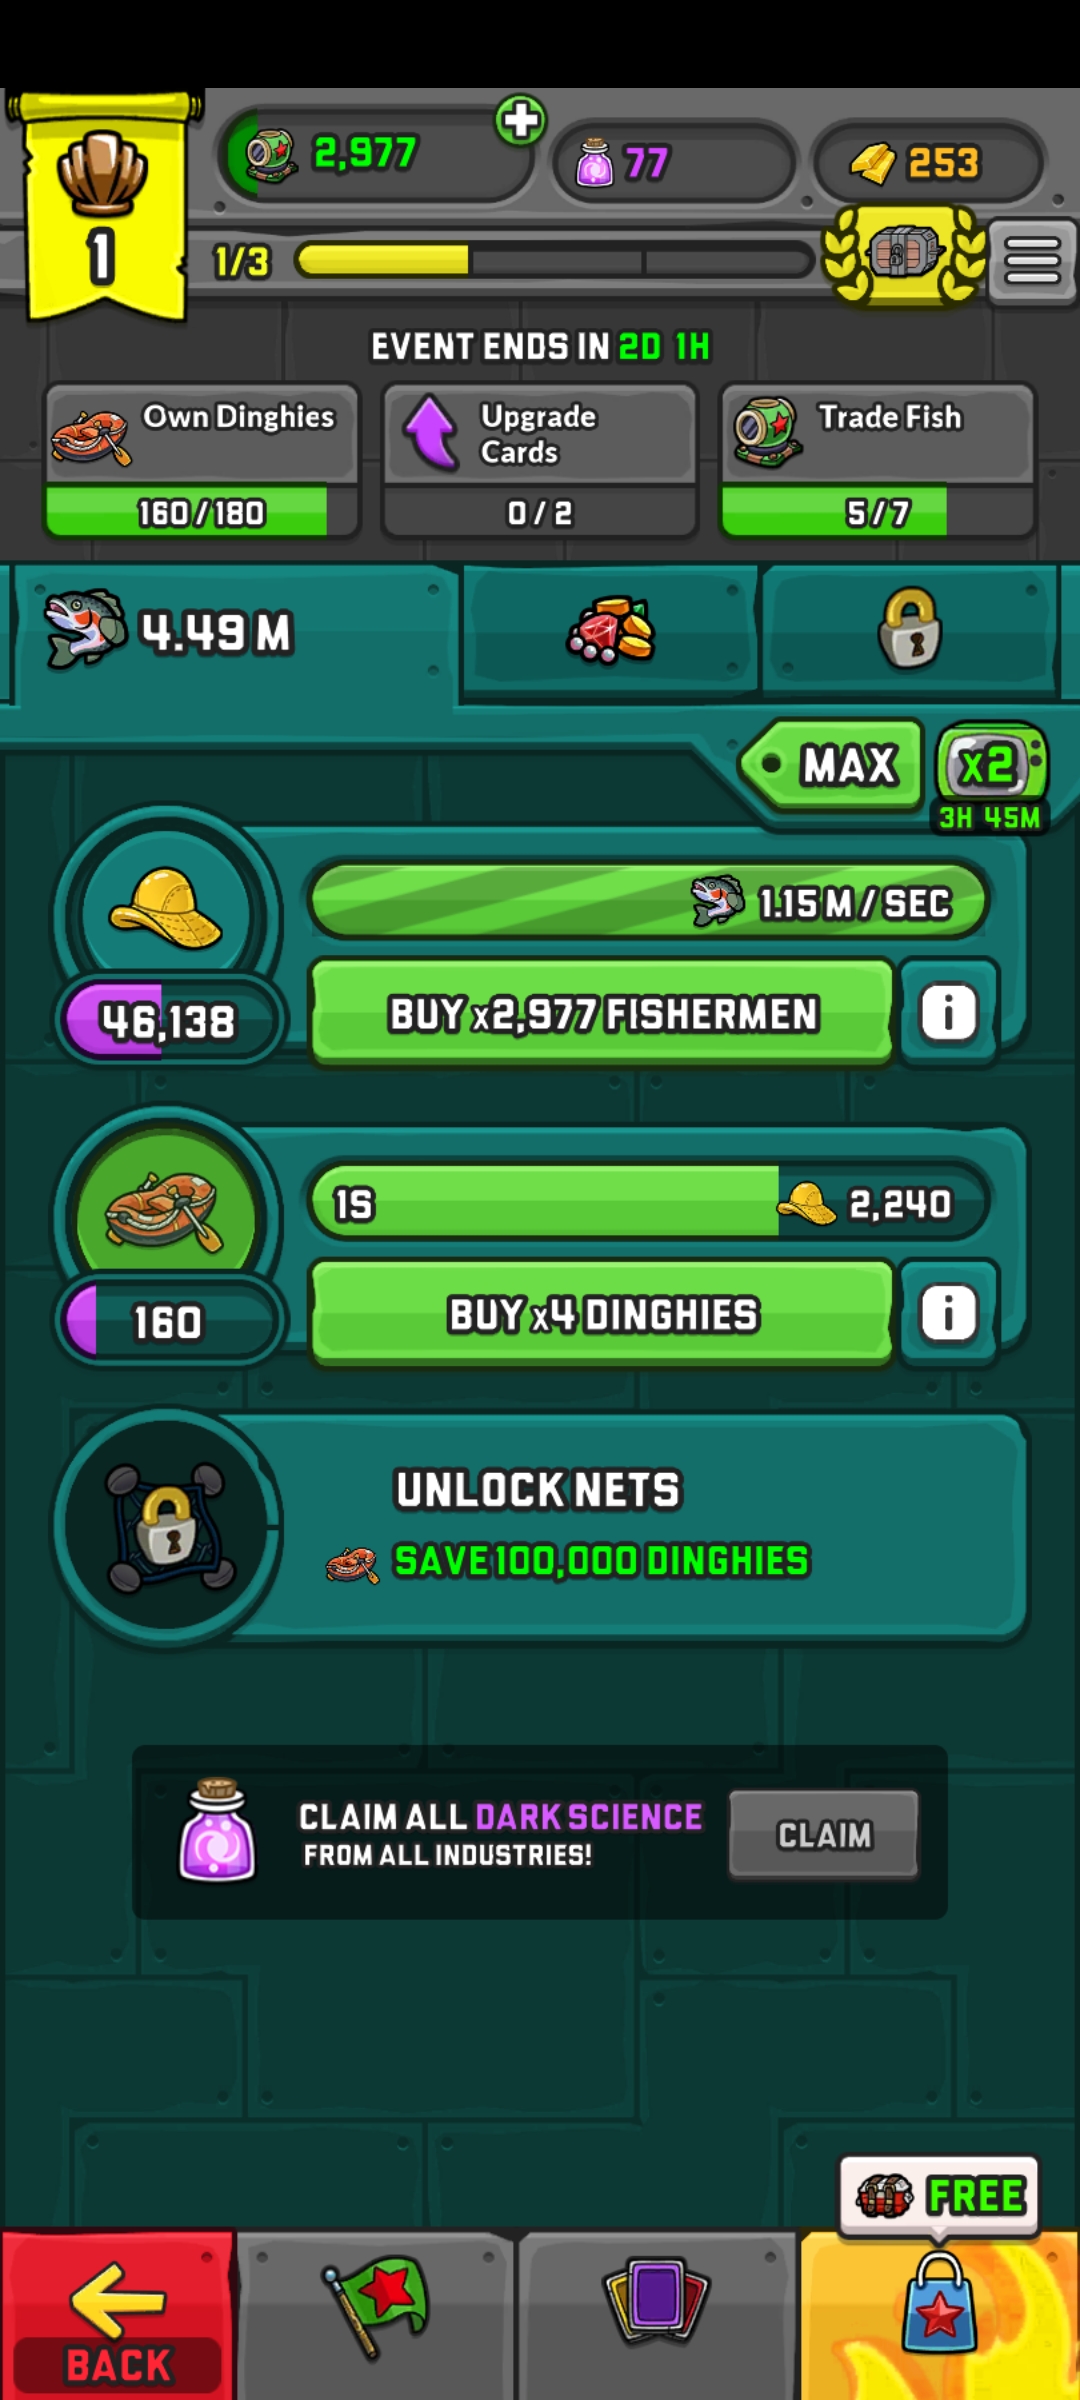 2,977
77
253
1
1/3
EVENT ENDS IN 2D 1H
Own Dinghies
160/180
Upgrade
Cards
0/2
Trade Fish
5/7
4.49 M
MAX
x2
3H 45M
1.15 M / SEC
46,138
BUY x2,977 FISHERMEN
i
1S
2,240
160
BUY x4 DINGHIES
i
UNLOCK NETS
SAVE 100,000 DINGHIES
CLAIM ALL DARK SCIENCE
FROM ALL INDUSTRIES!
CLAIM
FREE
BACK